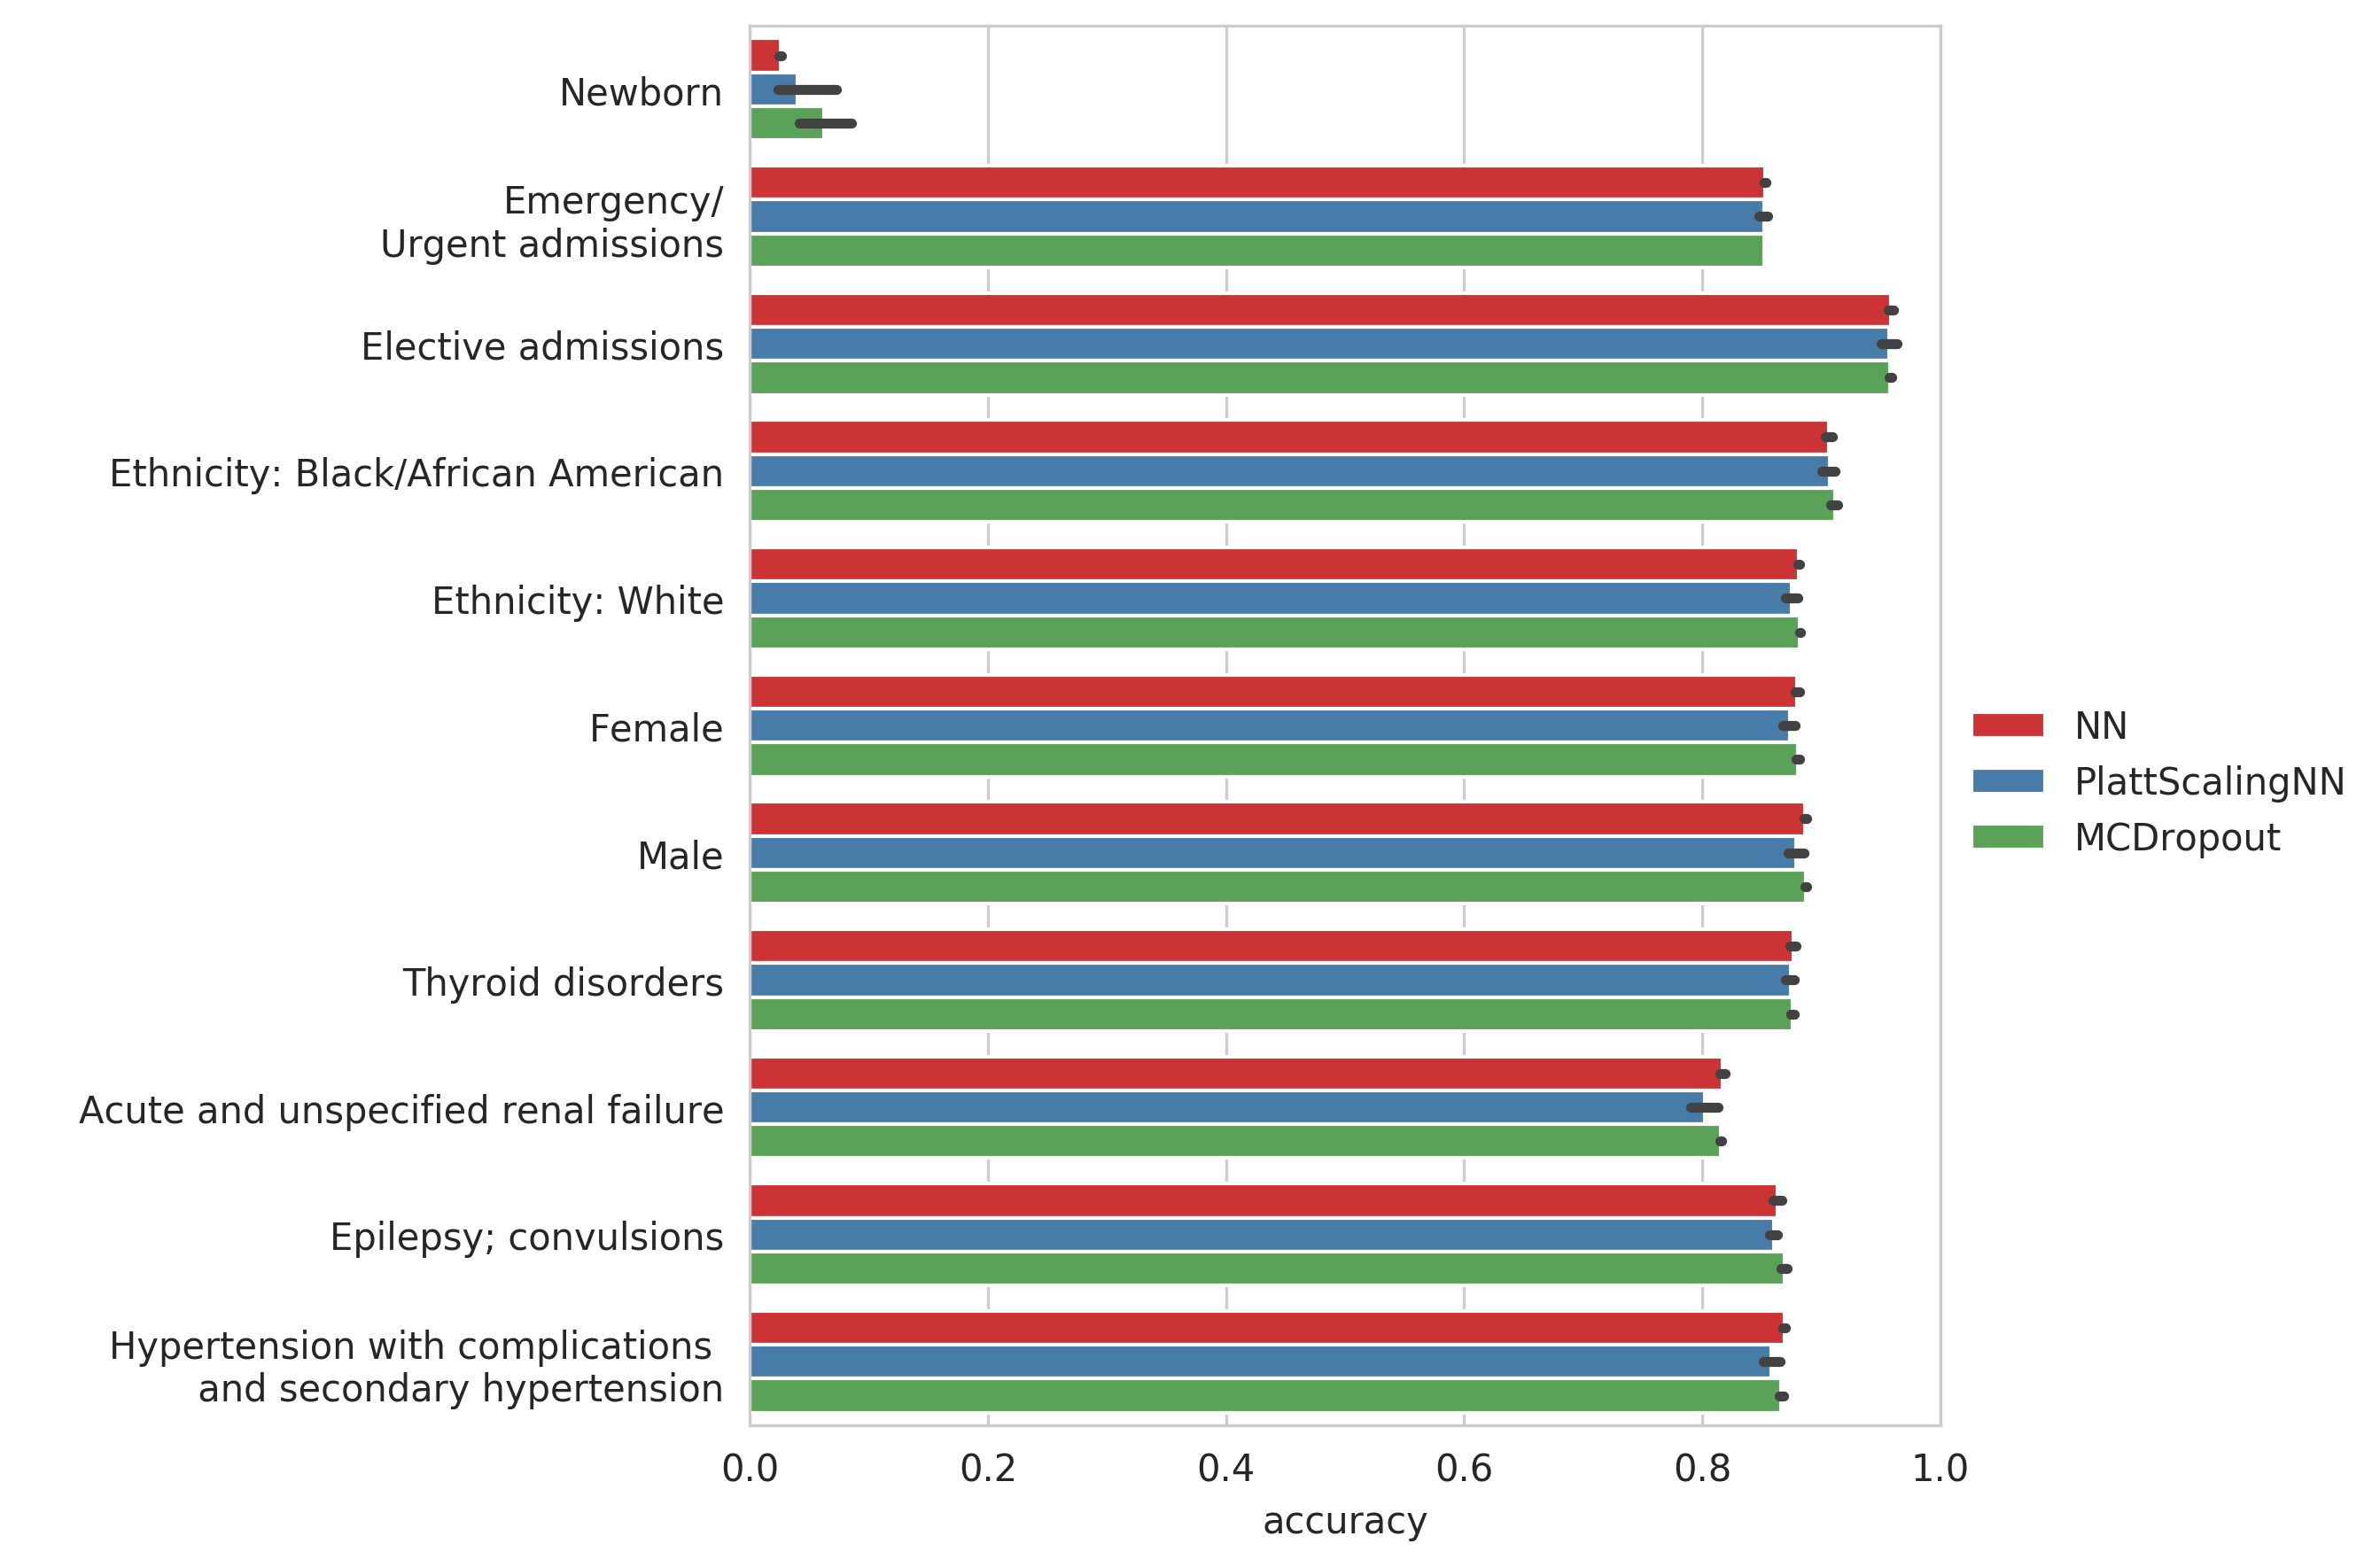 Newborn
Emergency/
Urgent admissions
Elective admissions
Ethnicity: Black/African American
Ethnicity: White
Female
Male
Thyroid disorders
Acute and unspecified renal failure
Epilepsy; convulsions
Hypertension with complications
and secondary hypertension
0.0 0.2 0.4 0.6 0.8 1.0
accuracy
NN
PlattScalingNN
MCDropout